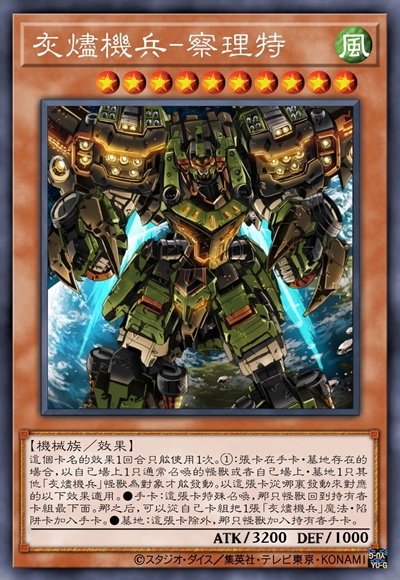 灰燼機兵-察理特
風
【機械族／效果】
這個卡名的效果1回合只能使用1次。①：張卡在手卡・墓地存在的
場合，以自己場上1只通常召喚的怪獸或者自己場上・墓地1只其
他「灰燼機兵」怪獸為對象才能發動。以這張卡從哪裏發動來對應
的以下效果適用。●手卡：這張卡特殊召喚，那只怪獸回到持有者
卡組最下面。那之後，可以從自己卡組把1張「灰燼機兵」魔法・陷
阱卡加入手卡。●墓地：這張卡除外，那只怪獸加入持有者手卡。
ATK/3200 DEF/1000
©スタジオ・ダイス／集英社・テレビ東京・KONAMI